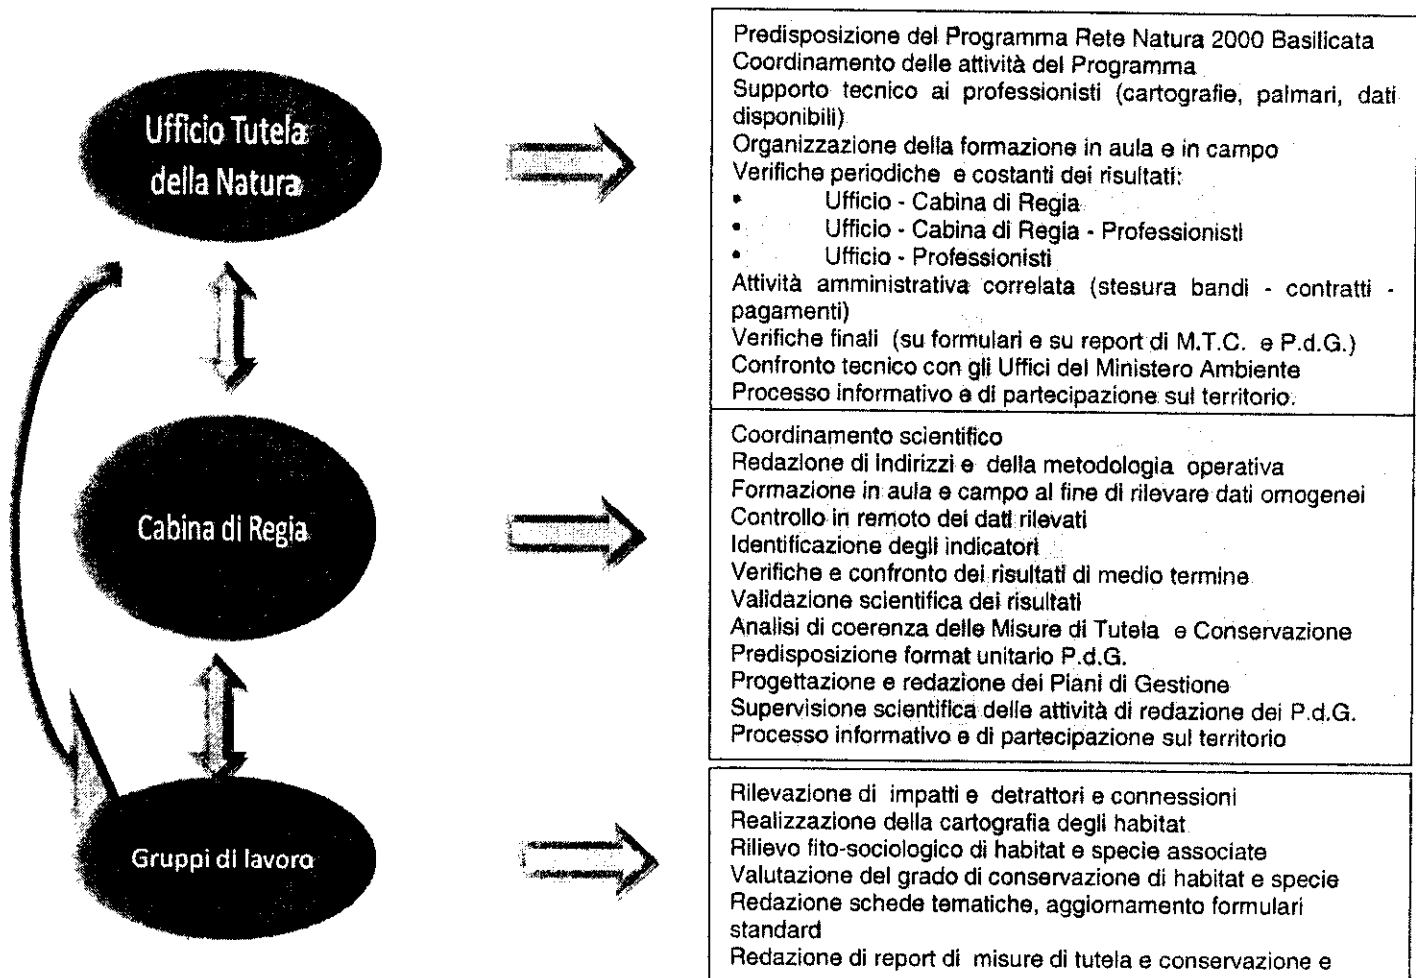 Ufficio Tutela
della Natura
Predisposizione del Programma Rete Natura 2000 Basilicata
Coordinamento delle attività del Programma
Supporto tecnico ai professionisti (cartografie, palmari, dati
disponibili)
Organizzazione della formazione in aula e in campo
Verifiche periodiche e costanti dei risultati:
• Ufficio - Cabina di Regia
• Ufficio - Cabina di Regia - Professionisti
• Ufficio - Professionisti
Attività amministrativa correlata (stesura bandi - contratti -
pagamenti)
Verifiche finali (su formulari e su report di M.T.C. e P.d.G.)
Confronto tecnico con gli Uffici del Ministero Ambiente
Processo informativo e di partecipazione sul territorio.
Cabina di Regia
Coordinamento scientifico
Redazione di indirizzi e della metodologia operativa
Formazione in aula e campo al fine di rilevare dati omogenei
Controllo in remoto dei dati rilevati
Identificazione degli indicatori
Verifiche e confronto dei risultati di medio termine
Validazione scientifica dei risultati
Analisi di coerenza delle Misure di Tutela e Conservazione
Predisposizione format unitario P.d.G.
Progettazione e redazione dei Piani di Gestione
Supervisione scientifica delle attività di redazione dei P.d.G.
Processo informativo e di partecipazione sul territorio
Gruppi di lavoro
Rilevazione di impatti e detrattori e connessioni
Realizzazione della cartografia degli habitat
Rilievo fito-sociologico di habitat e specie associate
Valutazione del grado di conservazione di habitat e specie
Redazione schede tematiche, aggiornamento formulari
standard
Redazione di report di misure di tutela e conservazione e